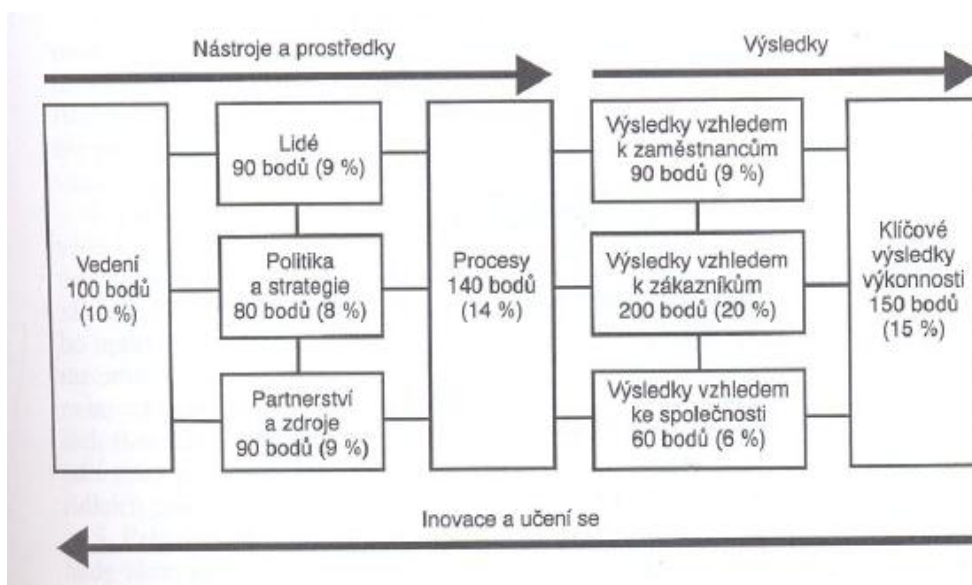 Nástroje a prostředky
Výsledky
Vedení
100 bodů
(10 %)
Lidé
90 bodů (9 %)
Politika
a strategie
80 bodů (8 %)
Partnerství
a zdroje
90 bodů (9 %)
Procesy
140 bodů
(14 %)
Výsledky vzhledem
k zaměstnancům
90 bodů (9 %)
Výsledky vzhledem
k zákazníkům
200 bodů (20 %)
Výsledky vzhledem
ke společnosti
60 bodů (6 %)
Klíčové
výsledky
výkonnosti
150 bodů
(15 %)
Inovace a učení se